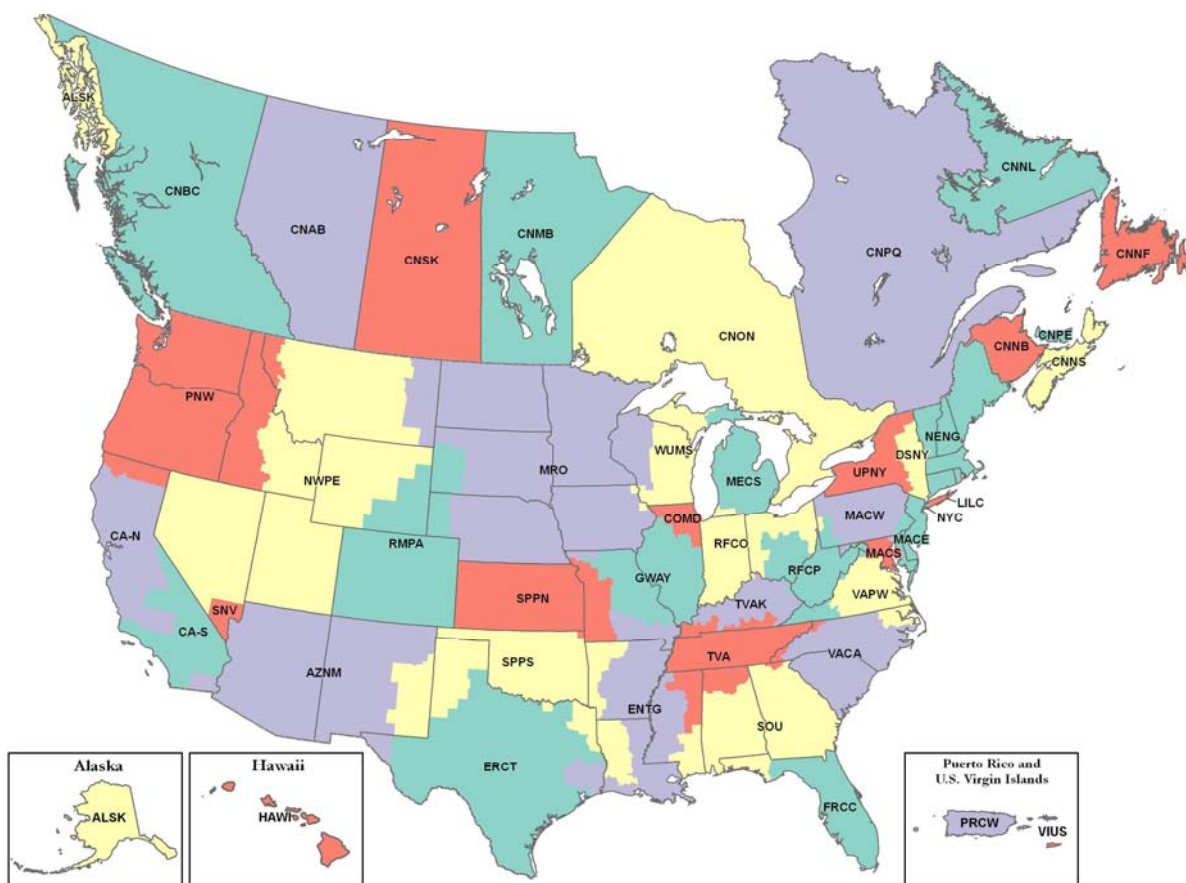 ALSK
CNBC
CNAB
CNSK
CNMB
CNON
CNPQ
CNNL
CNNF
CNPE
CNNB
CNNS
PNW
NWPE
MRO
WUMS
MECS
UPNY
DSNY
NENG
LILC
NYC
CA-N
RMPA
COMD
RFCO
MACW
MACE
MACS
GWAY
RFCP
VAPW
SNV
SPPN
TVAK
CA-S
AZNM
SPPS
TVA
VACA
ENTG
SOU
ERCT
FRCC
Alaska
ALSK
Hawaii
HAWI
Puerto Rico and
U.S. Virgin Islands
PRCW
VIUS